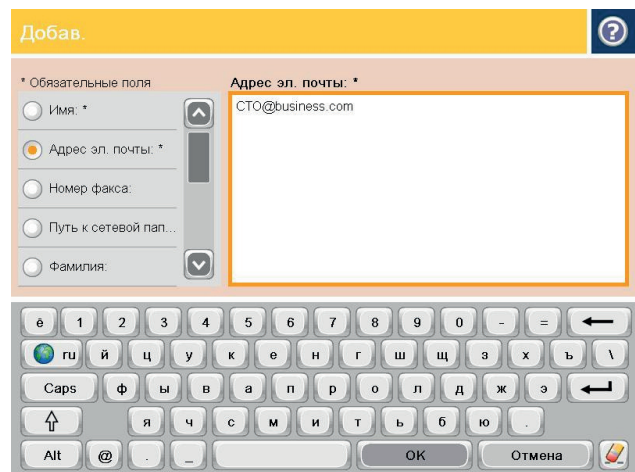 Добав.
?
* Обязательные поля
Имя: *
Адрес эл. почты: *
Номер факса:
Путь к сетевой пап...
Фамилия:
Адрес эл. почты: *
CTO@business.com
ё 1 2 3 4 5 6 7 8 9 0 - =
ru й ц у к е н г ш щ з х ъ \
Caps ф ы в а п р о л д ж э
я ч с м и т ь б ю .
Alt @ . _ OK Отмена